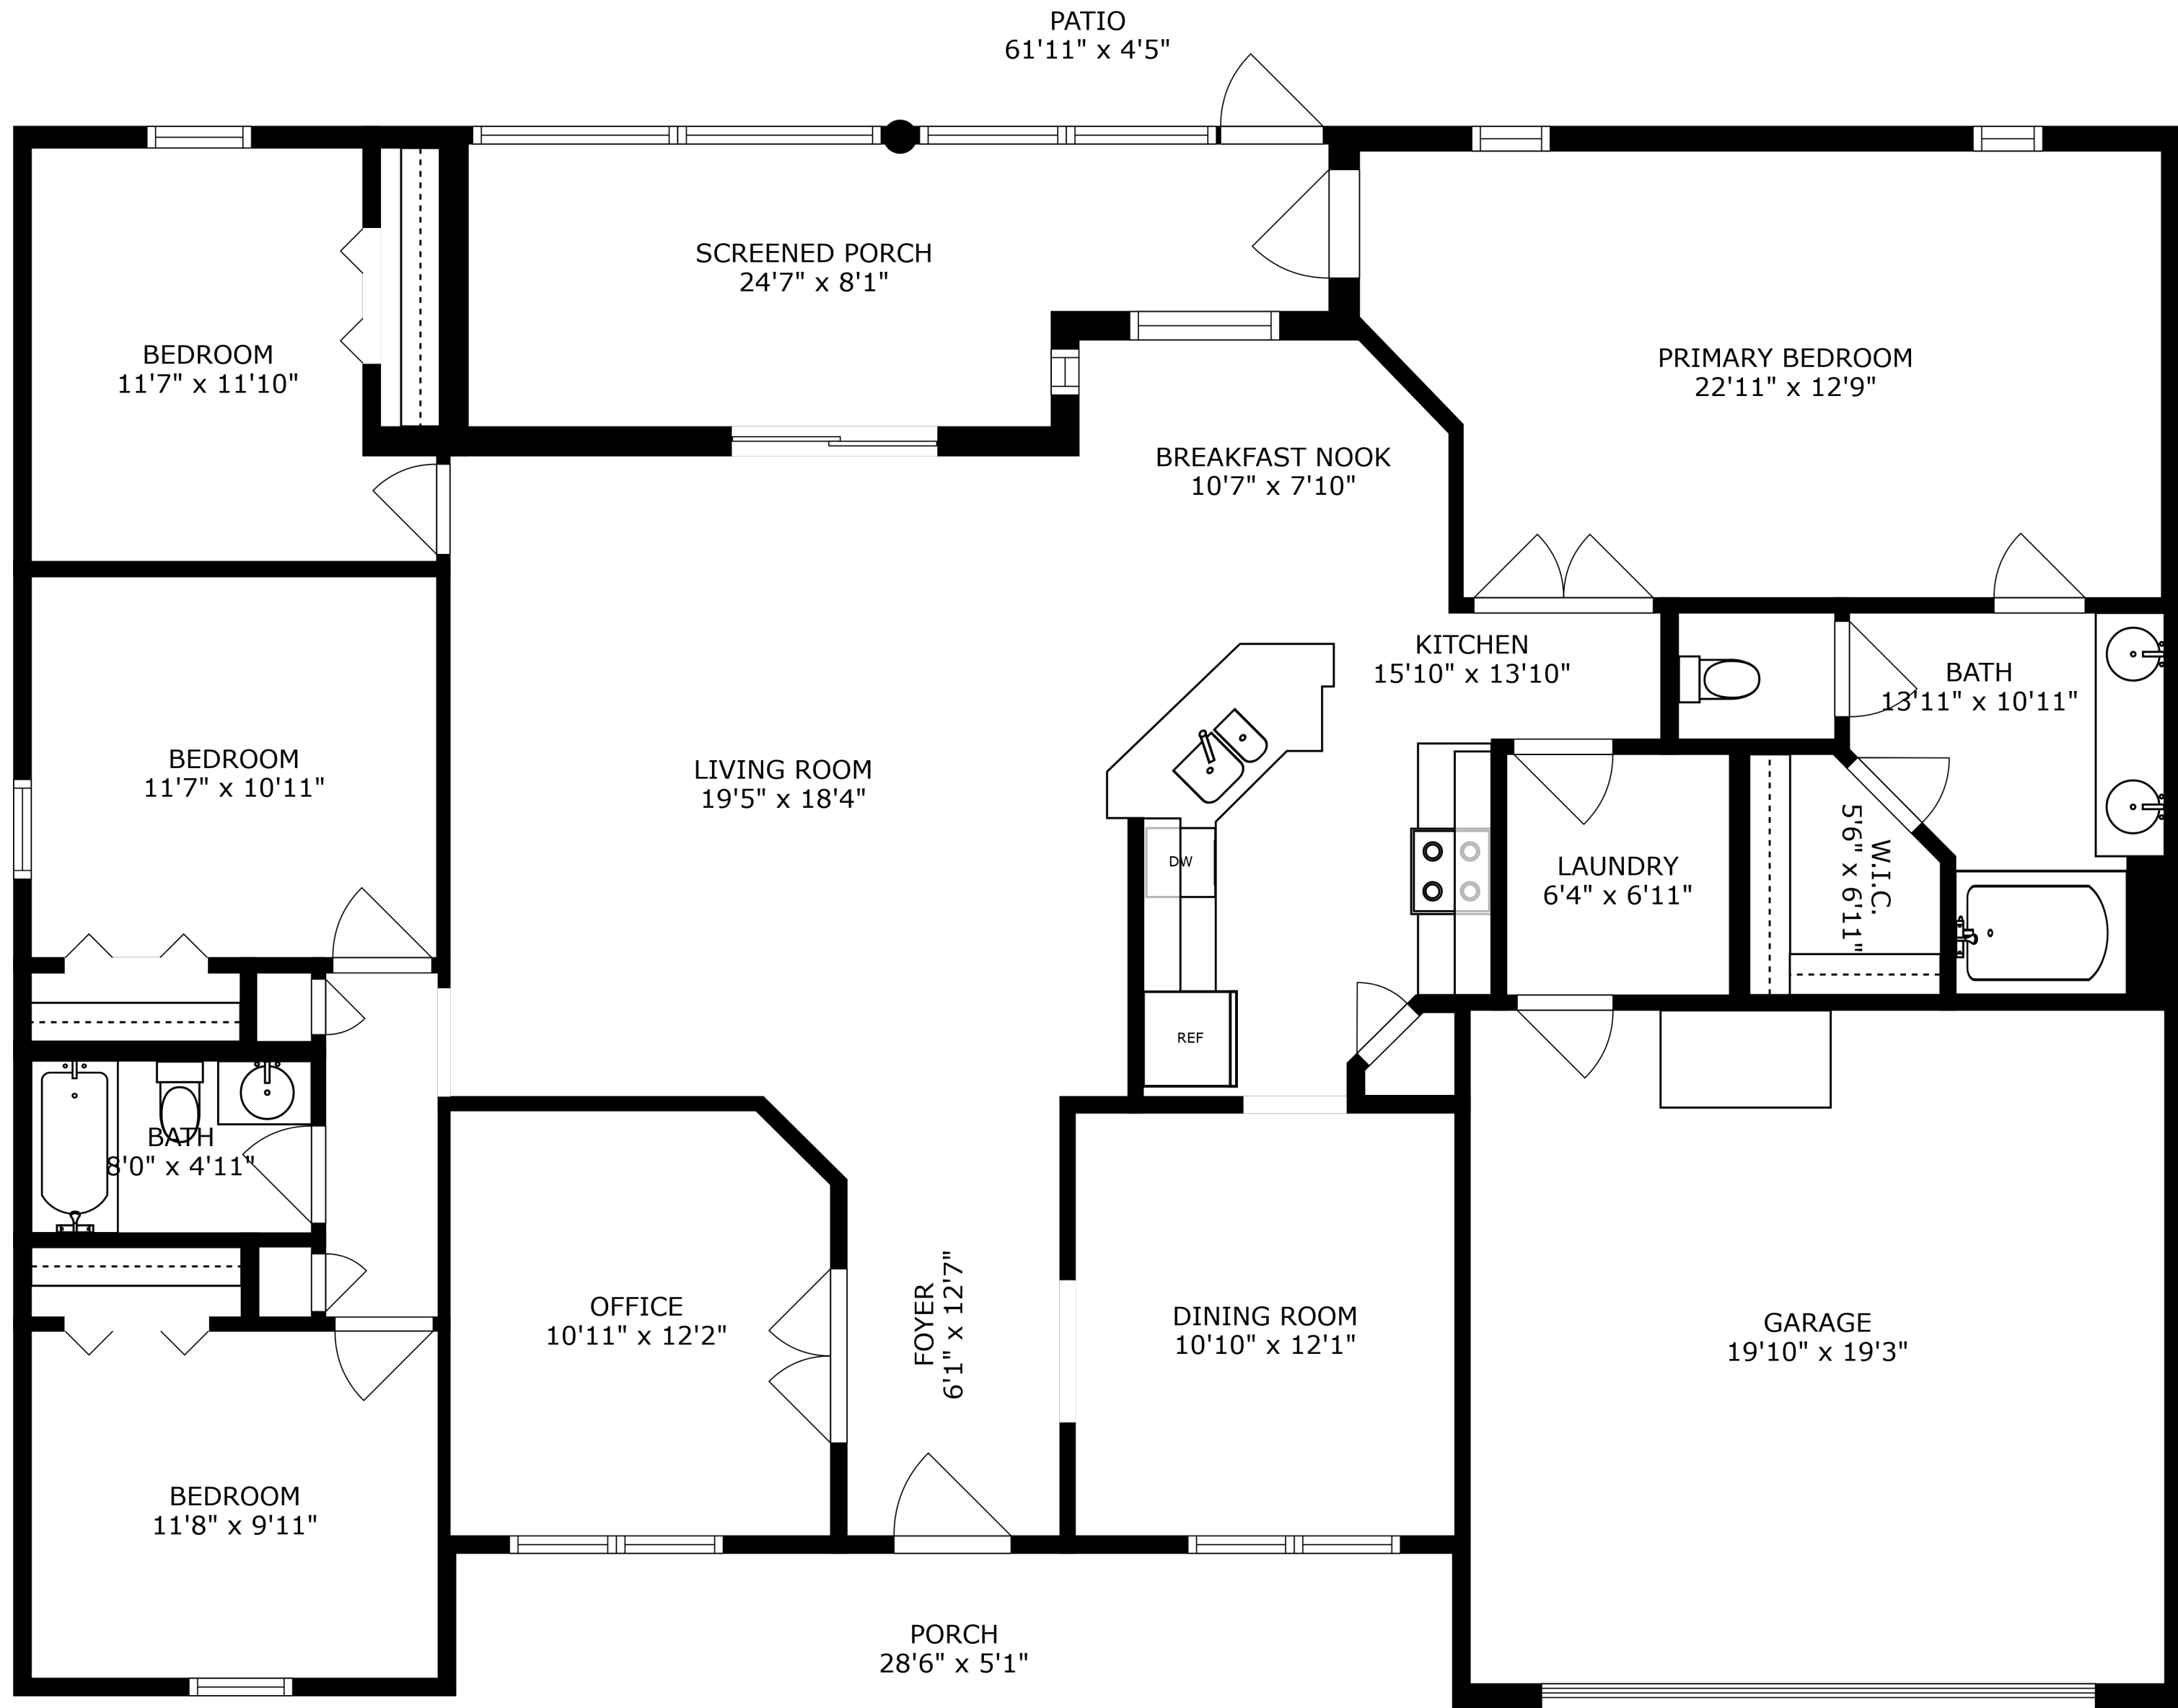 PATIO
61'11" x 4'5"
SCREENED PORCH
24'7" x 8'1"
BEDROOM
11'7" x 11'10"
PRIMARY BEDROOM
22'11" x 12'9"
BREAKFAST NOOK
10'7" x 7'10"
KITCHEN
15'10" x 13'10"
BATH
13'11" x 10'11"
BEDROOM
11'7" x 10'11"
LIVING ROOM
19'5" x 18'4"
DW
LAUNDRY
6'4" x 6'11"
W.I.C.
5'6" x 6'11"
REF
BATH
8'0" x 4'11"
OFFICE
10'11" x 12'2"
FOYER
6'1" x 12'7"
DINING ROOM
10'10" x 12'1"
GARAGE
19'10" x 19'3"
BEDROOM
11'8" x 9'11"
PORCH
28'6" x 5'1"